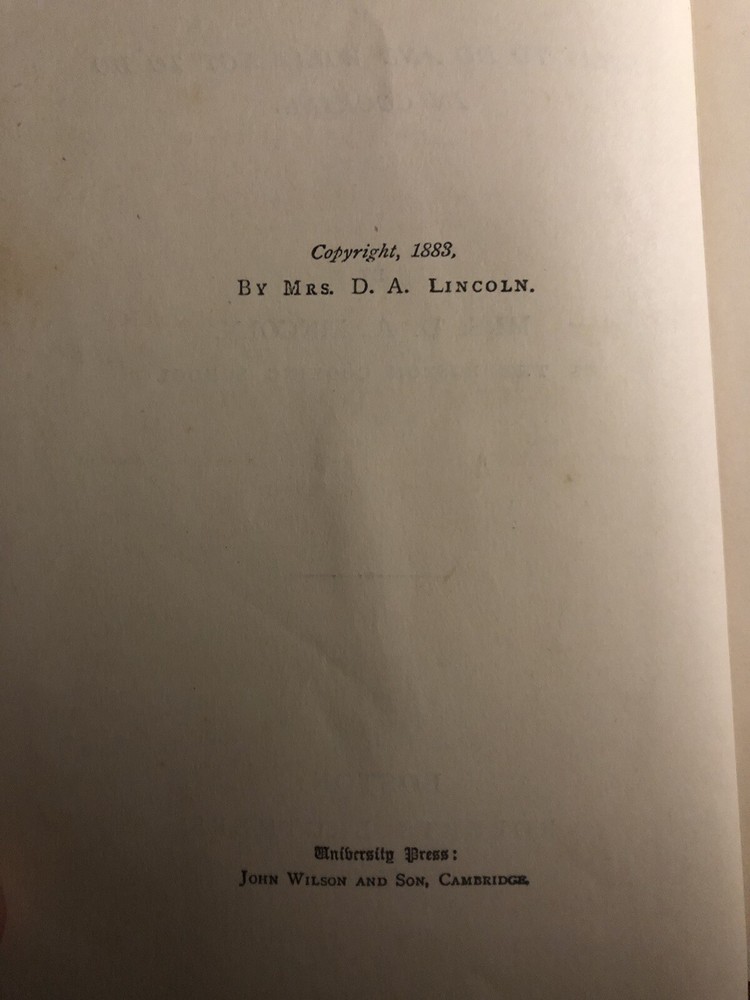 Copyright, 1883,
By Mrs. D. A. Lincoln.
University Press:
John Wilson and Son, Cambridge.